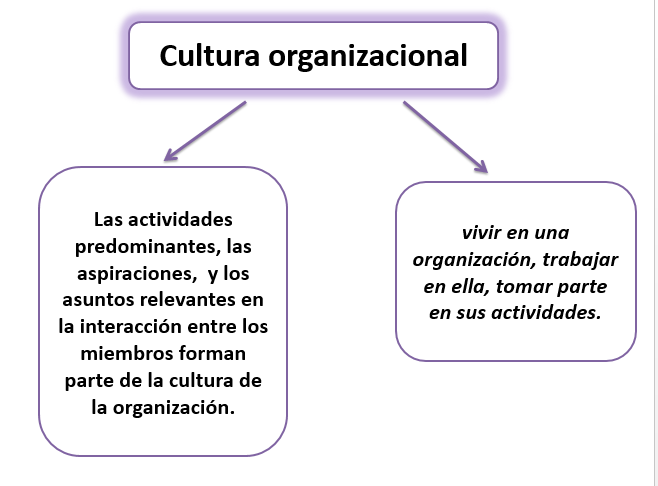 Cultura organizacional
Las actividades
predominantes, las
aspiraciones, y los
asuntos relevantes en
la interacción entre los
miembros forman
parte de la cultura de
la organización.
vivir en una
organización, trabajar
en ella, tomar parte
en sus actividades.